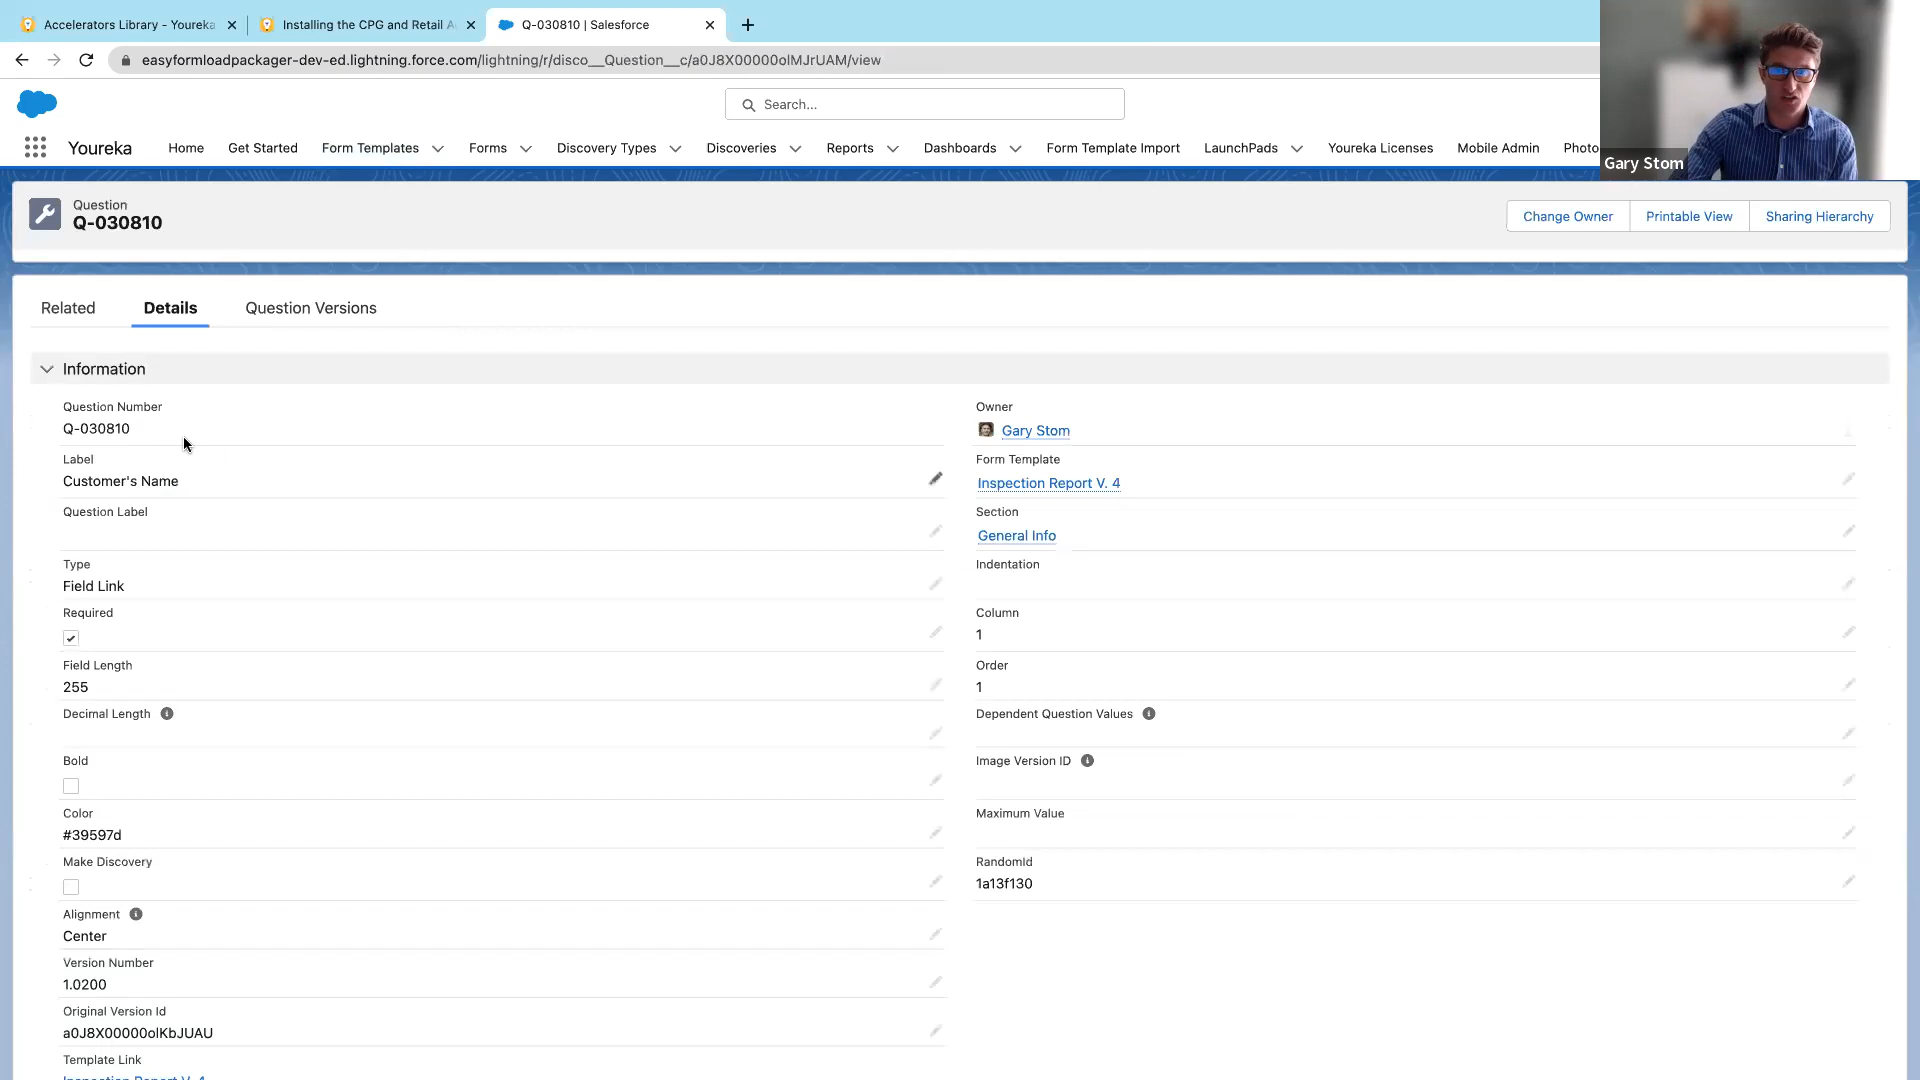 Accelerators Library - Youreka
Installing the CPG and Retail A
Q-030810 | Salesforce
easyformloadpackager-dev-ed.lightning.force.com/lightning/r/disco__Question__c/a0J8X00000olMJrUAM/view
Search...
Youreka Home Get Started Form Templates Forms Discovery Types Discoveries Reports Dashboards Form Template Import LaunchPads Youreka Licenses Mobile Admin Photo
Gary Stom
Question
Q-030810
Change Owner Printable View Sharing Hierarchy
Related Details Question Versions
Information
Question Number
Q-030810
Owner
Gary Stom
Label
Customer's Name
Form Template
Inspection Report V. 4
Question Label
Section
General Info
Type
Field Link
Indentation
Required
Column
1
Field Length
255
Order
1
Decimal Length
Dependent Question Values
Bold
Image Version ID
Color
#39597d
Maximum Value
Make Discovery
RandomId
1a13f130
Alignment
Center
Version Number
1.0200
Original Version Id
a0J8X00000olKbJUAU
Template Link
Inspection Report V. 4